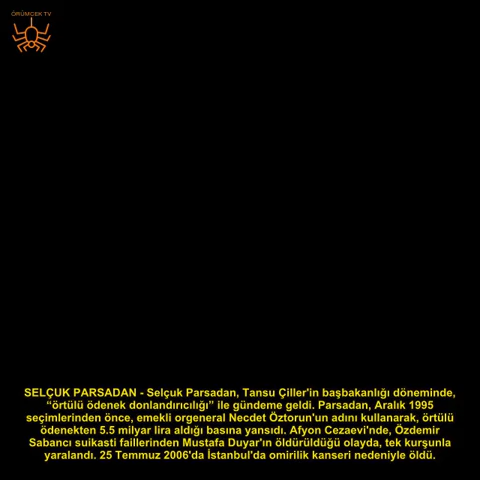 ÖRÜMCEK TV
SELÇUK PARSADAN - Selçuk Parsadan, Tansu Çiller'in başbakanlığı döneminde,
“örtülü ödenek donlandırıcılığı” ile gündeme geldi. Parsadan, Aralık 1995
seçimlerinden önce, emekli orgeneral Necdet Öztorun'un adını kullanarak, örtülü
ödenekten 5.5 milyar lira aldığı basına yansıdı. Afyon Cezaevi'nde, Özdemir
Sabancı suikasti faillerinden Mustafa Duyar'ın öldürüldüğü olayda, tek kurşunla
yaralandı. 25 Temmuz 2006'da İstanbul'da omirilik kanseri nedeniyle öldü.